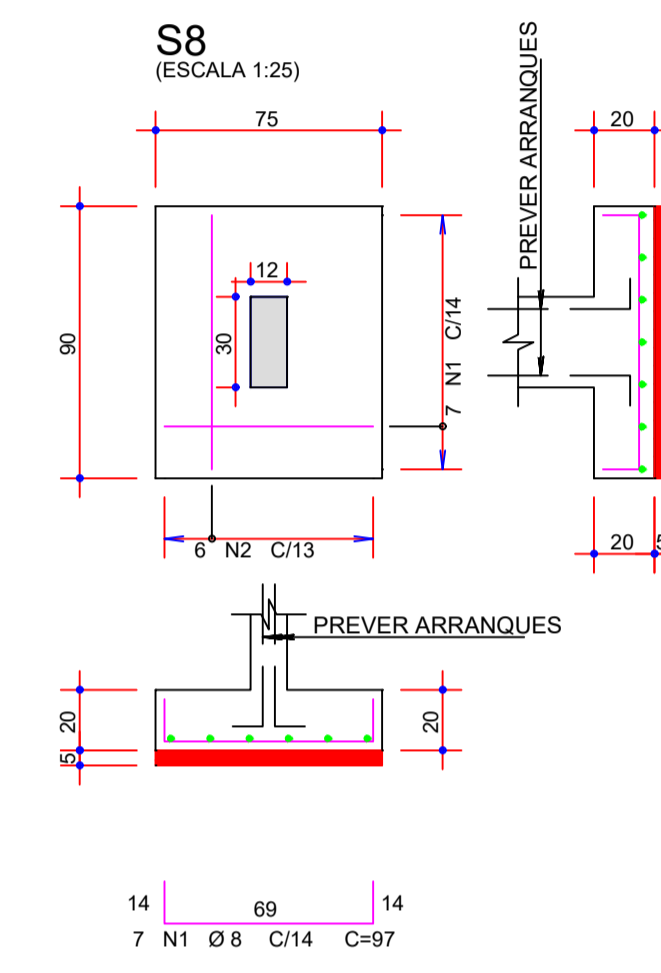 S8
(ESCALA 1:25)
75
20
PREVER ARRANQUES
12
30
90
7 N1 C/14
6 N2 C/13
20
5
PREVER ARRANQUES
20
5
20
14 69 14
7 N1 Ø 8 C/14 C=97